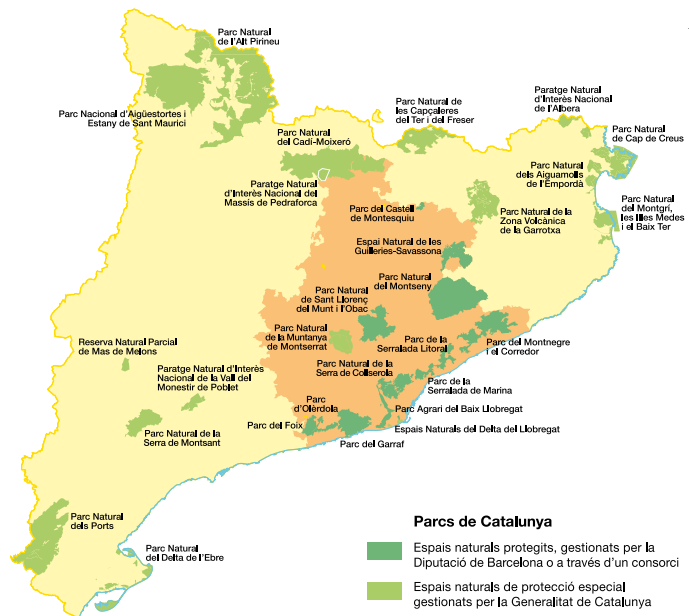 Parc Natural
de l'Alt Pirineu
Parc Nacional d'Aigüestortes i
Estany de Sant Maurici
Parc Natural de
les Capçaleres
del Ter i del Freser
Paratge Natural
d'Interès Nacional
de l'Albera
Parc Natural
de Cap de Creus
Parc Natural
del Cadí-Moixeró
Parc Natural
dels Aiguamolls
de l'Empordà
Paratge Natural
d'Interès Nacional del
Massis de Pedraforca
Parc Natural
del Montgrí,
les Illes Medes
i el Baix Ter
Parc del Castell
de Montesquiu
Parc Natural de la
Zona Volcànica
de la Garrotxa
Espai Natural de les
Guilleries-Savassona
Parc Natural
del Montseny
Parc Natural
de Sant Llorenç
del Munt i l'Obac
Parc Natural
de la Muntanya
de Montserrat
Parc de la
Serralada Litoral
Parc del Montnegre
i el Corredor
Reserva Natural Parcial
de Mas de Melons
Paratge Natural d'Interès
Nacional de la Vall del
Monestir de Poblet
Parc Natural de la
Serra de Collserola
Parc de la
Serralada de Marina
Parc
d'Olèrdola
Parc Agrari del Baix Llobregat
Parc del Foix
Espais Naturals del Delta del Llobregat
Parc del Garraf
Parc Natural de la
Serra de Montsant
Parc Natural
dels Ports
Parc Natural
del Delta de l'Ebre
Parcs de Catalunya
Espais naturals protegits, gestionats per la
Diputació de Barcelona o a través d'un consorci
Espais naturals de protecció especial
gestionats per la Generalitat de Catalunya